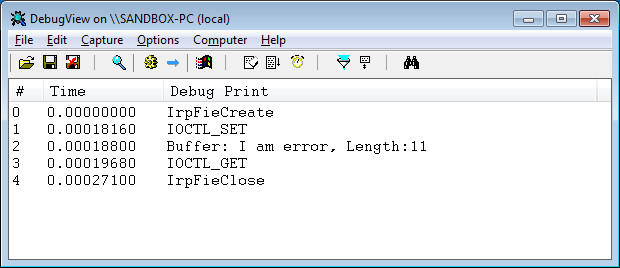 DebugView on \\SANDBOX-PC (local)
File Edit Capture Options Computer Help
# Time Debug Print
0 0.00000000 IrpFieCreate
1 0.00018160 IOCTL_SET
2 0.00018800 Buffer: I am error, Length:11
3 0.00019680 IOCTL_GET
4 0.00027100 IrpFieClose